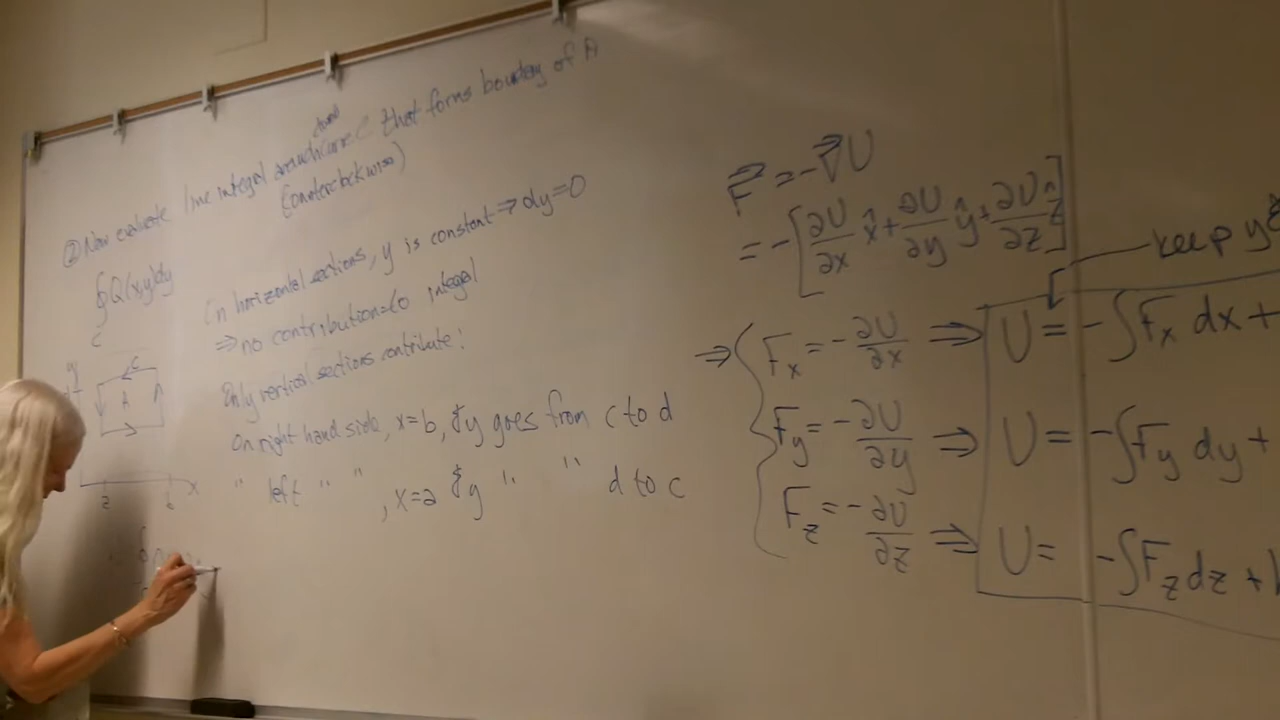 ② Now evaluate line integral around closed curve C that forms boundary of A
(counterclockwise)
∮Q(x,y)dy
C
On horizontal sections, y is constant ⇒ dy=0
⇒ no contribution to integral
Only vertical sections contribute:
On right hand side, x=b, & y goes from c to d
" left " " , x=a & y " " d to c
y
C
A
a b x
F⃗ = -∇⃗U
= -[∂U/∂x x̂ + ∂U/∂y ŷ + ∂U/∂z ẑ]
keep y
⇒ { Fx = -∂U/∂x ⇒ U = -∫Fx dx +
Fy = -∂U/∂y ⇒ U = -∫Fy dy +
Fz = -∂U/∂z ⇒ U = -∫Fz dz +